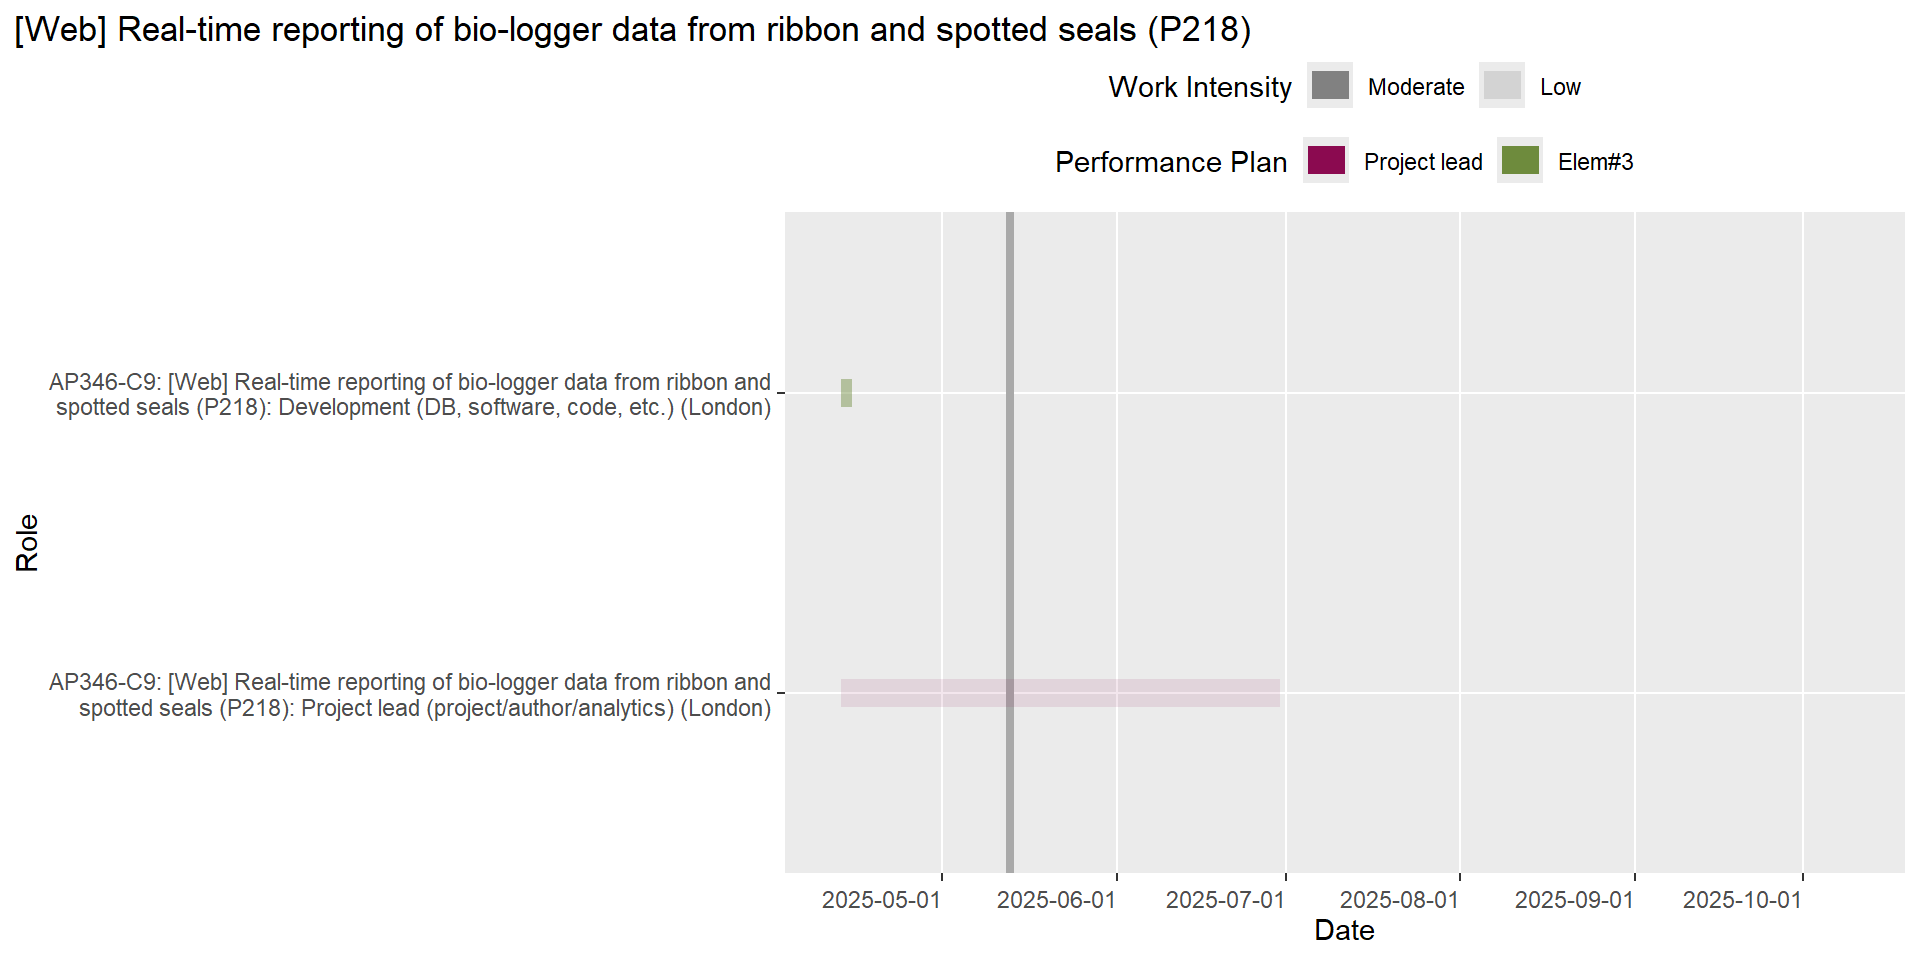 [Web] Real-time reporting of bio-logger data from ribbon and spotted seals (P218)
Work Intensity Moderate Low
Performance Plan Project lead Elem#3
AP346-C9: [Web] Real-time reporting of bio-logger data from ribbon and
spotted seals (P218): Development (DB, software, code, etc.) (London)
Role
AP346-C9: [Web] Real-time reporting of bio-logger data from ribbon and
spotted seals (P218): Project lead (project/author/analytics) (London)
2025-05-01 2025-06-01 2025-07-01 2025-08-01 2025-09-01 2025-10-01
Date